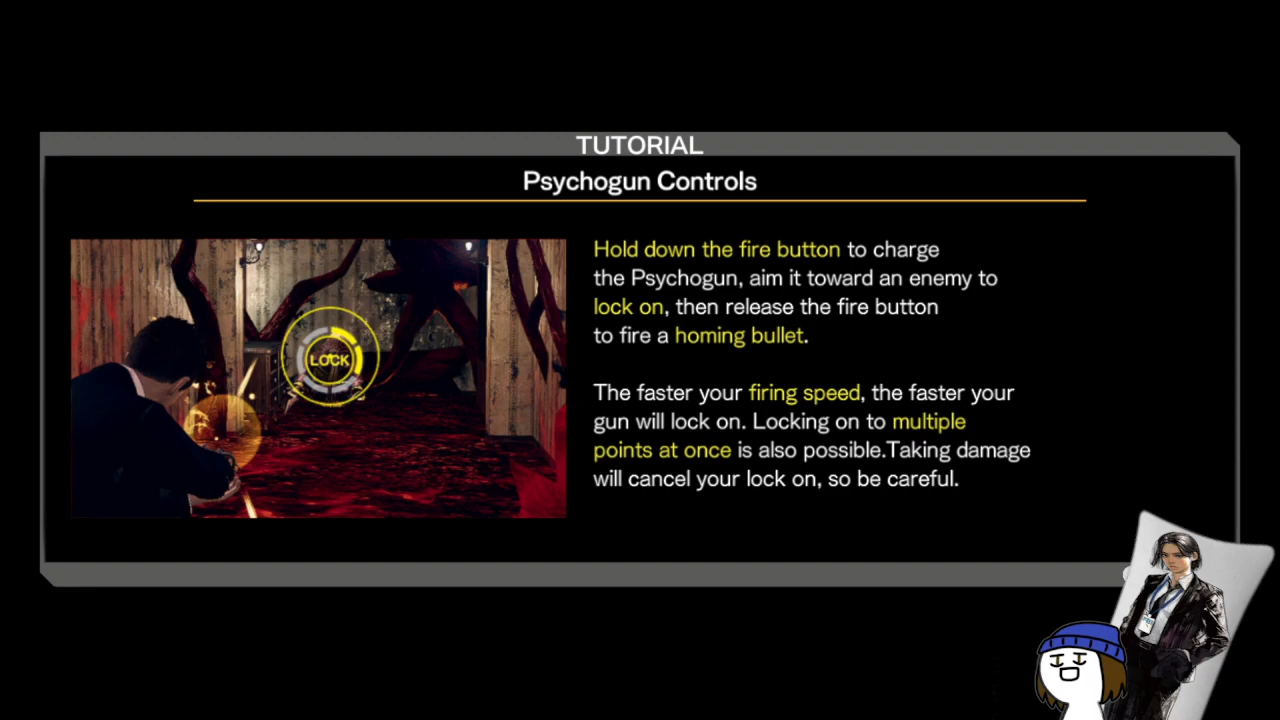 TUTORIAL
Psychogun Controls
LOCK
Hold down the fire button to charge
the Psychogun, aim it toward an enemy to
lock on, then release the fire button
to fire a homing bullet.
The faster your firing speed, the faster your
gun will lock on. Locking on to multiple
points at once is also possible.Taking damage
will cancel your lock on, so be careful.